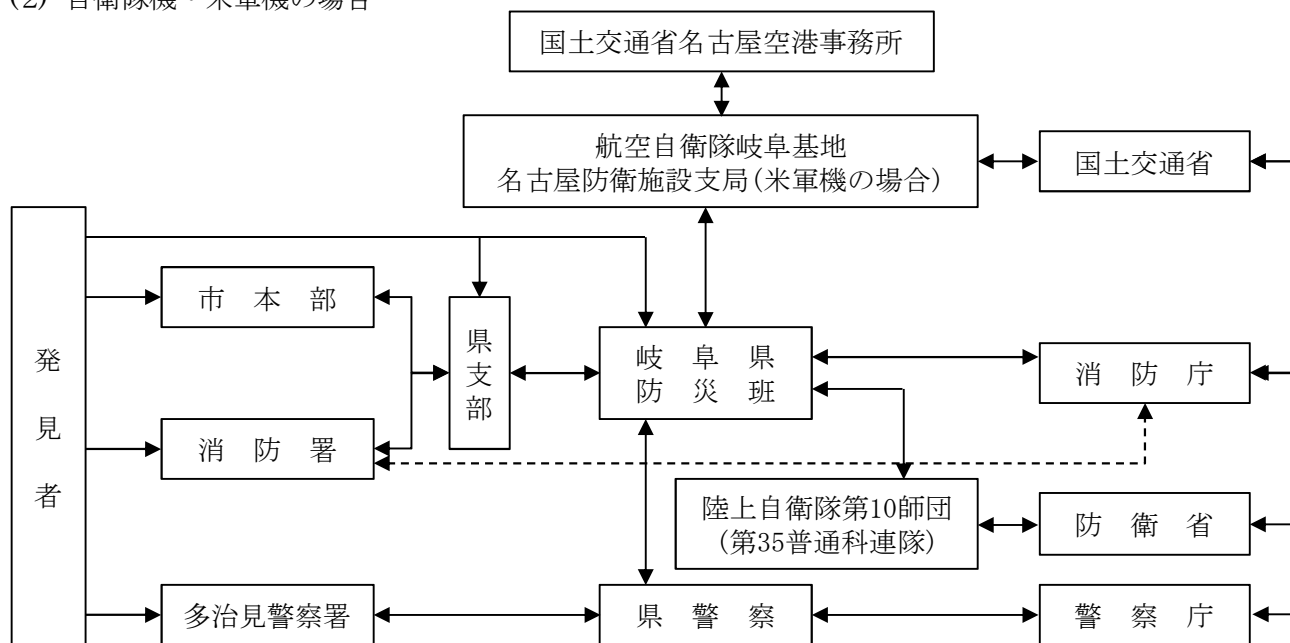 (2) 自衛隊機・米軍機の場合
国土交通省名古屋空港事務所
航空自衛隊岐阜基地
名古屋防衛施設支局(米軍機の場合)
国土交通省
発見者
市　本　部
県支部
岐　阜　県
防　災　班
消　防　庁
消　防　署
陸上自衛隊第10師団
(第35普通科連隊)
防　衛　省
多治見警察署
県　警　察
警　察　庁